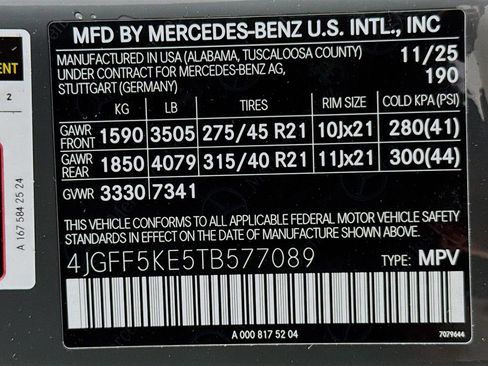 MFD BY MERCEDES-BENZ U.S. INTL., INC
MANUFACTURED IN USA (ALABAMA, TUSCALOOSA COUNTY) 11/25
UNDER CONTRACT FOR MERCEDES-BENZ AG, 190
STUTTGART (GERMANY)
KG LB TIRES RIM SIZE COLD KPA (PSI)
GAWR FRONT 1590 3505 275/45 R21 10Jx21 280(41)
GAWR REAR 1850 4079 315/40 R21 11Jx21 300(44)
GVWR 3330 7341
THIS VEHICLE CONFORMS TO ALL APPLICABLE FEDERAL MOTOR VEHICLE SAFETY
STANDARDS IN EFFECT ON THE DATE OF MANUFACTURE SHOWN ABOVE.
4JGFF5KE5TB577089 TYPE: MPV
A 000 817 52 04
7079644
ENT
2
A 167 584 25 24